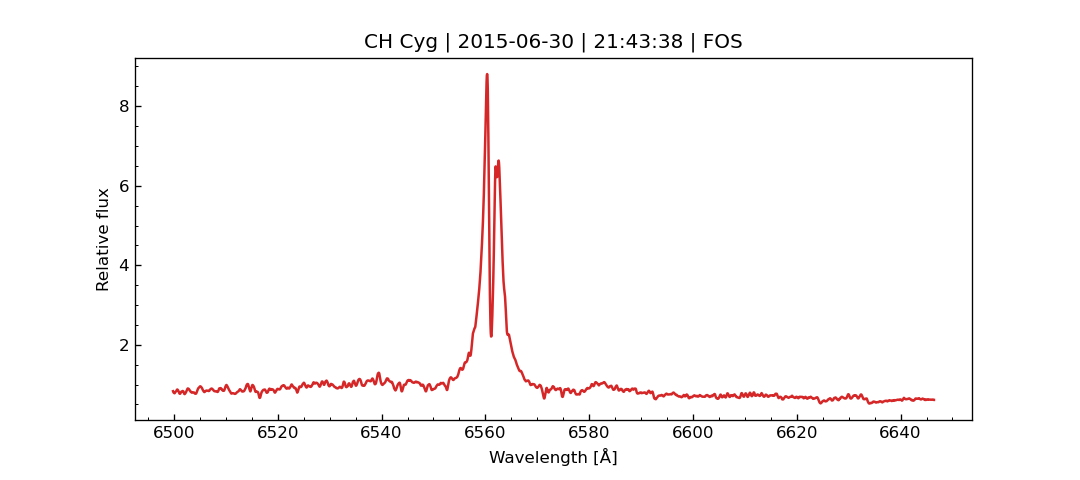 CH Cyg | 2015-06-30 | 21:43:38 | FOS
8
6
4
2
Relative flux
6500 6520 6540 6560 6580 6600 6620 6640
Wavelength [Å]